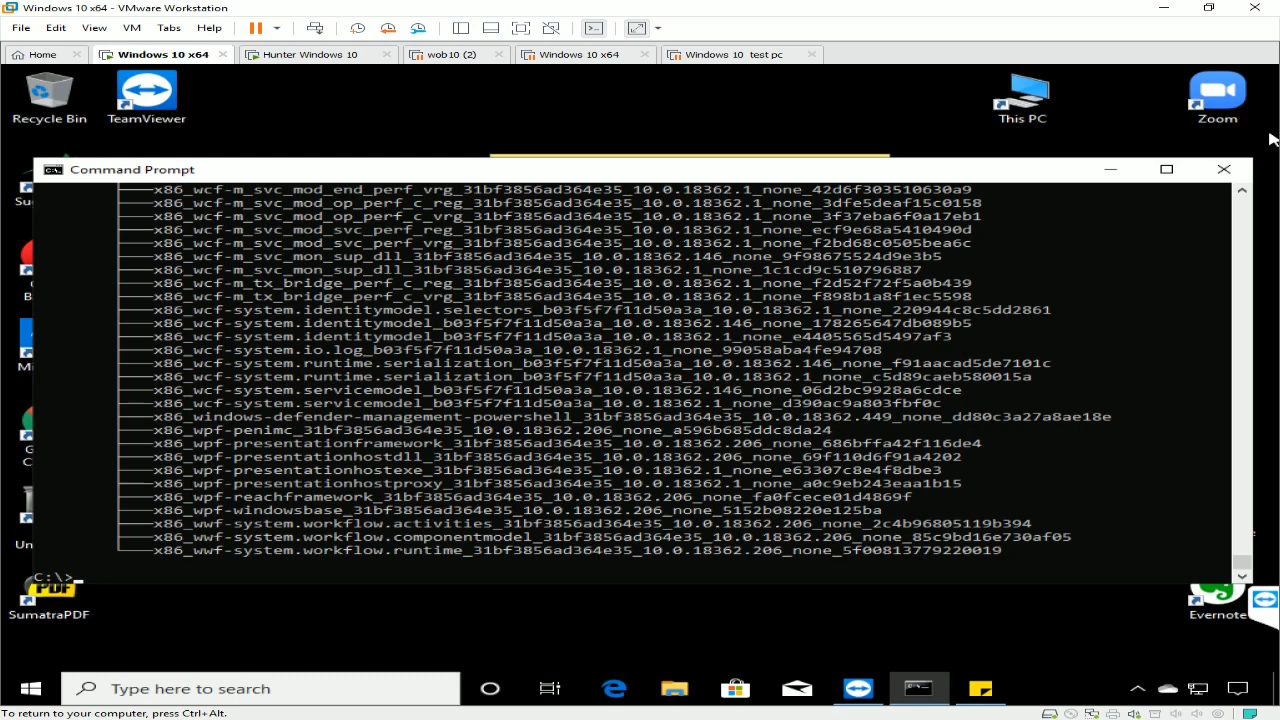 Windows 10 x64 - VMware Workstation
File Edit View VM Tabs Help
Home Windows 10 x64 Hunter Windows 10 wob10 (2) Windows 10 x64 Windows 10 test pc
Recycle Bin TeamViewer This PC Zoom
Command Prompt
x86_wcf-m_svc_mod_end_perf_vrg_31bf3856ad364e35_10.0.18362.1_none_42d6f303510630a9
x86_wcf-m_svc_mod_op_perf_c_reg_31bf3856ad364e35_10.0.18362.1_none_3dfe5deaf15c0158
x86_wcf-m_svc_mod_op_perf_c_vrg_31bf3856ad364e35_10.0.18362.1_none_3f37eba6f0a17eb1
x86_wcf-m_svc_mod_svc_perf_reg_31bf3856ad364e35_10.0.18362.1_none_ecf9e68a5410490d
x86_wcf-m_svc_mod_svc_perf_vrg_31bf3856ad364e35_10.0.18362.1_none_f2bd68c0505bea6c
x86_wcf-m_svc_mon_sup_dll_31bf3856ad364e35_10.0.18362.146_none_9f98675524d9e3b5
x86_wcf-m_svc_mon_sup_dll_31bf3856ad364e35_10.0.18362.1_none_1c1cd9c510796887
x86_wcf-m_tx_bridge_perf_c_reg_31bf3856ad364e35_10.0.18362.1_none_f2d52f72f5a0b439
x86_wcf-m_tx_bridge_perf_c_vrg_31bf3856ad364e35_10.0.18362.1_none_f898b1a8f1ec5598
x86_wcf-system.identitymodel.selectors_b03f5f7f11d50a3a_10.0.18362.1_none_220944c8c5dd2861
x86_wcf-system.identitymodel_b03f5f7f11d50a3a_10.0.18362.146_none_178265647db089b5
x86_wcf-system.identitymodel_b03f5f7f11d50a3a_10.0.18362.1_none_e4405565d5497af3
x86_wcf-system.io.log_b03f5f7f11d50a3a_10.0.18362.1_none_99058aba4fe94708
x86_wcf-system.runtime.serialization_b03f5f7f11d50a3a_10.0.18362.146_none_f91aacad5de7101c
x86_wcf-system.runtime.serialization_b03f5f7f11d50a3a_10.0.18362.1_none_c5d89caeb580015a
x86_wcf-system.servicemodel_b03f5f7f11d50a3a_10.0.18362.146_none_06d2bc9928a6cdce
x86_wcf-system.servicemodel_b03f5f7f11d50a3a_10.0.18362.1_none_d390ac9a803fbf0c
x86_windows-defender-management-powershell_31bf3856ad364e35_10.0.18362.449_none_dd80c3a27a8ae18e
x86_wpf-penimc_31bf3856ad364e35_10.0.18362.206_none_a596b685ddc8da24
x86_wpf-presentationframework_31bf3856ad364e35_10.0.18362.206_none_686bffa42f116de4
x86_wpf-presentationhostdll_31bf3856ad364e35_10.0.18362.206_none_69f110d6f91a4202
x86_wpf-presentationhostexe_31bf3856ad364e35_10.0.18362.1_none_e63307c8e4f8dbe3
x86_wpf-presentationhostproxy_31bf3856ad364e35_10.0.18362.1_none_a0c9eb243eaa1b15
x86_wpf-reachframework_31bf3856ad364e35_10.0.18362.206_none_fa0fcece01d4869f
x86_wpf-windowsbase_31bf3856ad364e35_10.0.18362.206_none_5152b08220e125ba
x86_wwf-system.workflow.activities_31bf3856ad364e35_10.0.18362.206_none_2c4b96805119b394
x86_wwf-system.workflow.componentmodel_31bf3856ad364e35_10.0.18362.206_none_85c9bd16e730af05
x86_wwf-system.workflow.runtime_31bf3856ad364e35_10.0.18362.206_none_5f00813779220019
C:\>
PDF
SumatraPDF Evernote
Type here to search
To return to your computer, press Ctrl+Alt.